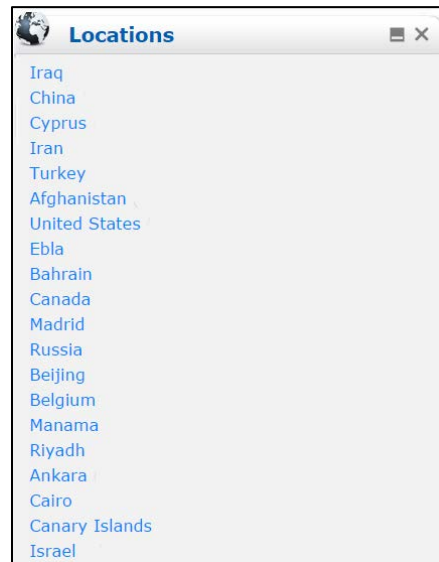 Locations
Iraq
China
Cyprus
Iran
Turkey
Afghanistan
United States
Ebla
Bahrain
Canada
Madrid
Russia
Beijing
Belgium
Manama
Riyadh
Ankara
Cairo
Canary Islands
Israel